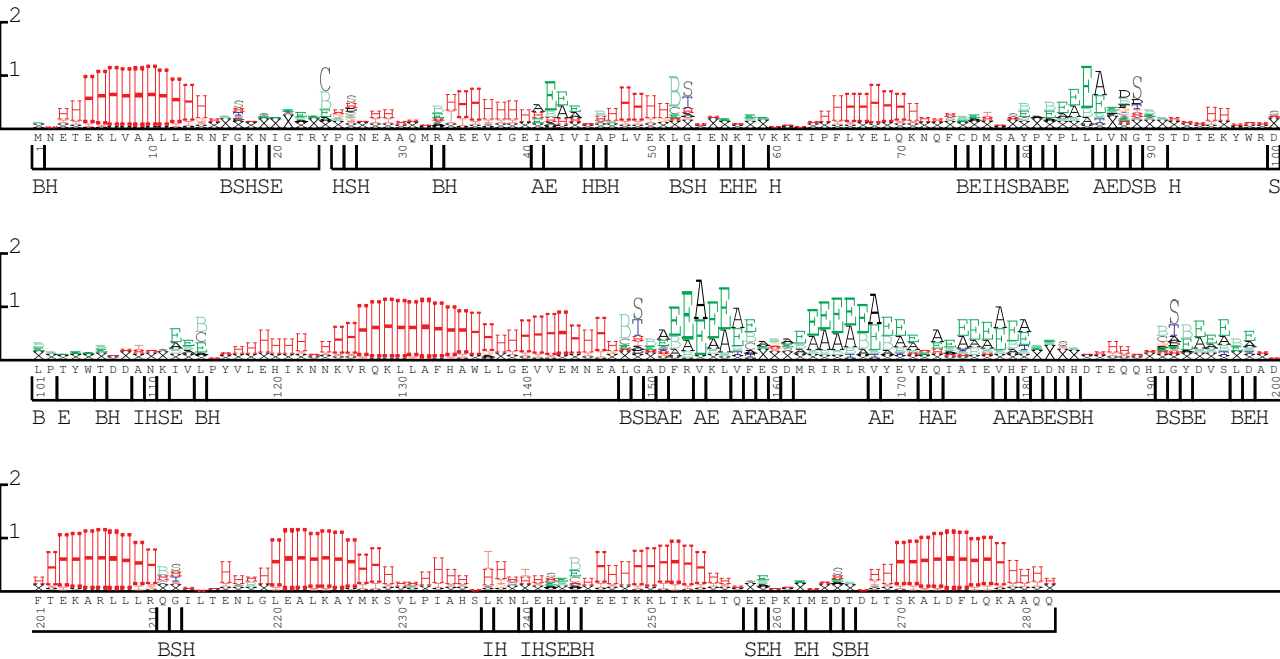 2
1
M N E T E K L V A A L L E R N F G K N I G T R Y P G N E A A Q M R A E E V I G E I A I V I A P L V E K L G I E N K T V K K T I P F L Y E L Q K N Q F C D M S A Y P Y P L L L V N G T S T D T E K Y W R D
1 10 20 30 40 50 60 70 80 90 100
BH BSHSE HSH BH AE HBH BSH EHE H BEIHSBABE AEDSB H S
2
1
L P T Y W T D D A N K I V L P Y V L E H I K N N K V R Q K L L A F H A W L L G E V V E M N E A L G A D F R V K L V F E S D M R I R L R V Y E V E Q I A I E V H F L D N H D T E Q Q H L G Y D V S L D A D
101 110 120 130 140 150 160 170 180 190 200
B E BH IHSE BH BSBAE AE AEABAE AE HAE AEABESBH BSBE BEH
2
1
F T E K A R L L L R Q G I L T E N L G L E A L K A Y M K S V L P I A H S L K N L E H L T F E E T K K L T K L L T Q E E P K I M E D T D L T S K A L D F L Q K A A Q Q
201 210 220 230 240 250 260 270 280
BSH IH IHSEBH SEH EH SBH